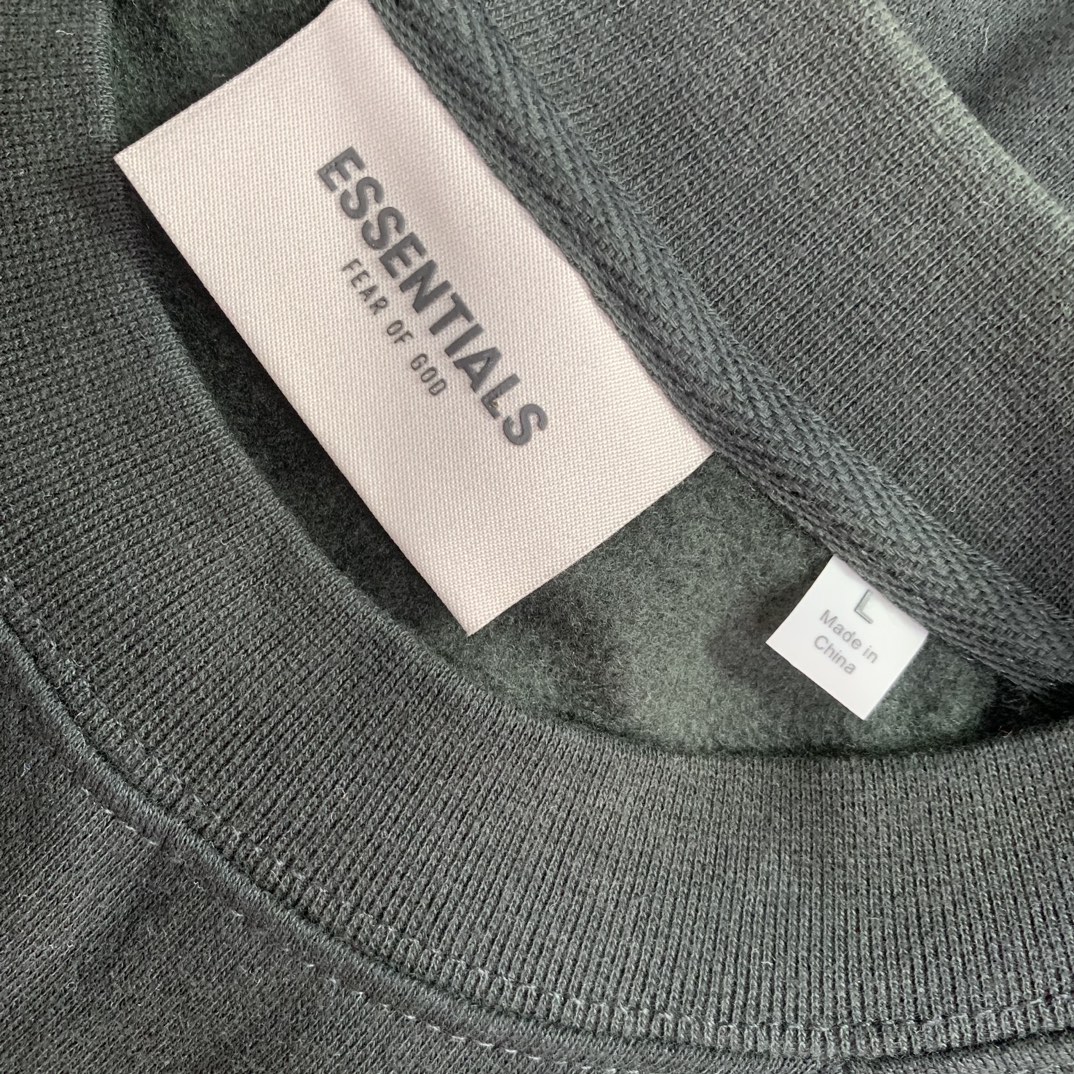 ESSENTIALS
FEAR OF GOD
L
Made in
China